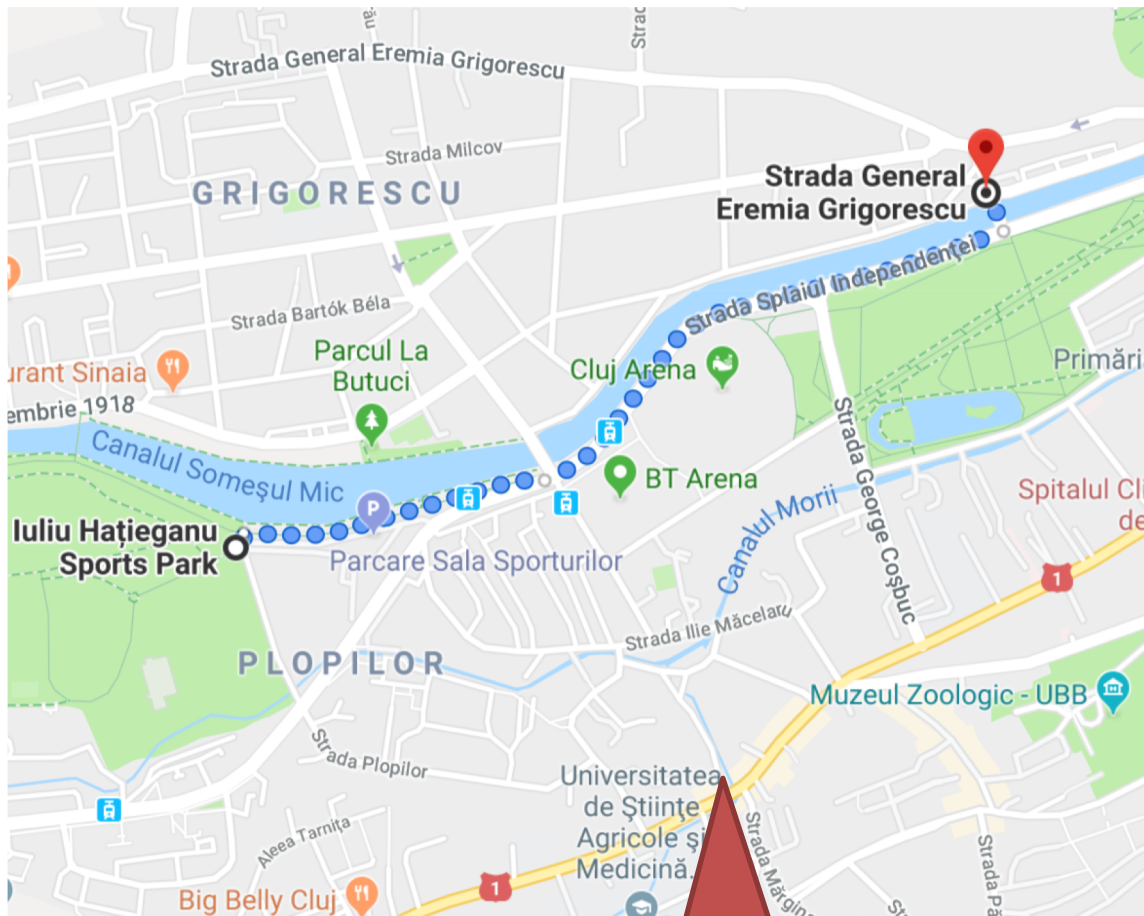 Strada General Eremia Grigorescu
Strada Milcov
GRIGORESCU
Strada General
Eremia Grigorescu
Strada Splaiul Independenței
Strada Bartók Béla
Parcul La
Butuci
urant Sinaia
embrie 1918
Cluj Arena
Primări
Canalul Someșul Mic
P
BT Arena
Strada George Coșbuc
Spitalul Cli
de
Iuliu Hațieganu
Sports Park
Parcare Sala Sporturilor
Canalul Morii
1
Strada Ilie Măcelaru
PLOPILOR
Muzeul Zoologic - UBB
Strada Plopilor
Universitatea
de Științe
Agricole și
Medicină.
Aleea Tarnița
Strada Mărgin
Big Belly Cluj
1